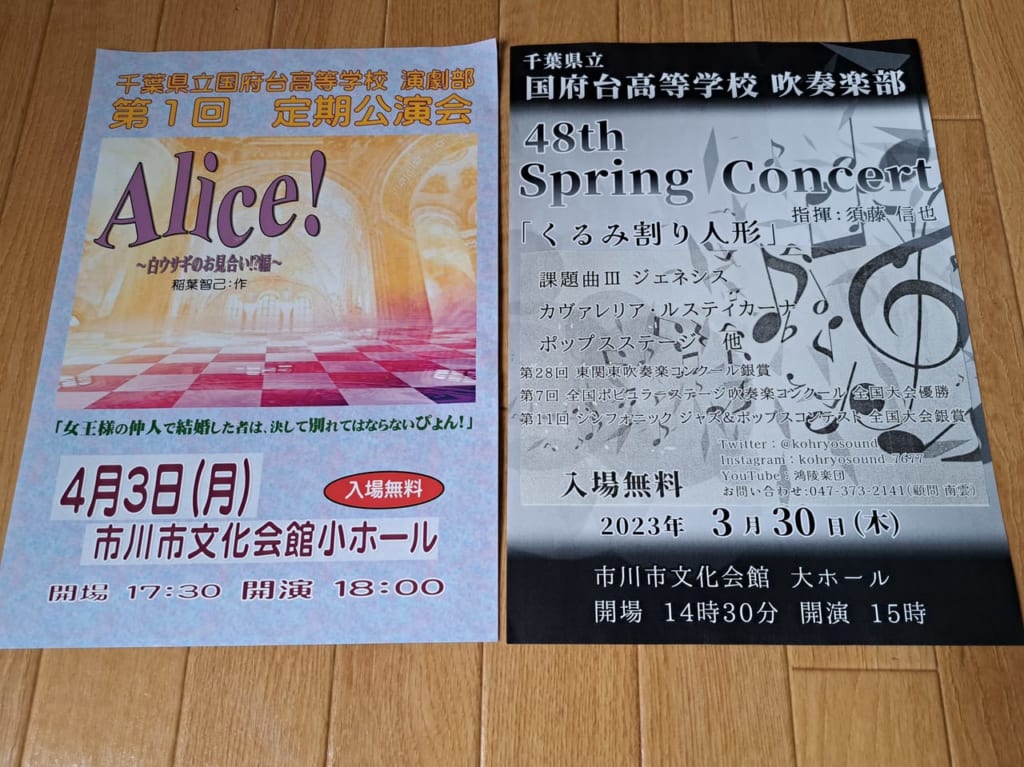 千葉県立国府台高等学校 演劇部
第1回 定期公演会
Alice!
~白ウサギのお見合い!?編~
稲葉智己:作
「女王様の仲人で結婚した者は、決して別れてはならないぴょん!」
4月3日(月)
入場無料
市川市文化会館小ホール
開場 17:30 開演 18:00
千葉県立
国府台高等学校 吹奏楽部
48th
Spring Concert
指揮:須藤 信也
「くるみ割り人形」
課題曲Ⅲ ジェネシス
カヴァレリア・ルスティカーナ
ポップスステージ 他
第28回 東関東吹奏楽コンクール銀賞
第7回 全国ポピュラーステージ吹奏楽コンクール 全国大会優勝
第11回 シンフォニック ジャズ&ポップスコンテスト 全国大会銀賞
Twitter:@kohryosound
Instagram:kohryosound_7677
YouTube:鴻陵楽団
お問い合わせ:047-373-2141(顧問 南雲)
入場無料
2023年 3月30日(木)
市川市文化会館 大ホール
開場 14時30分 開演 15時